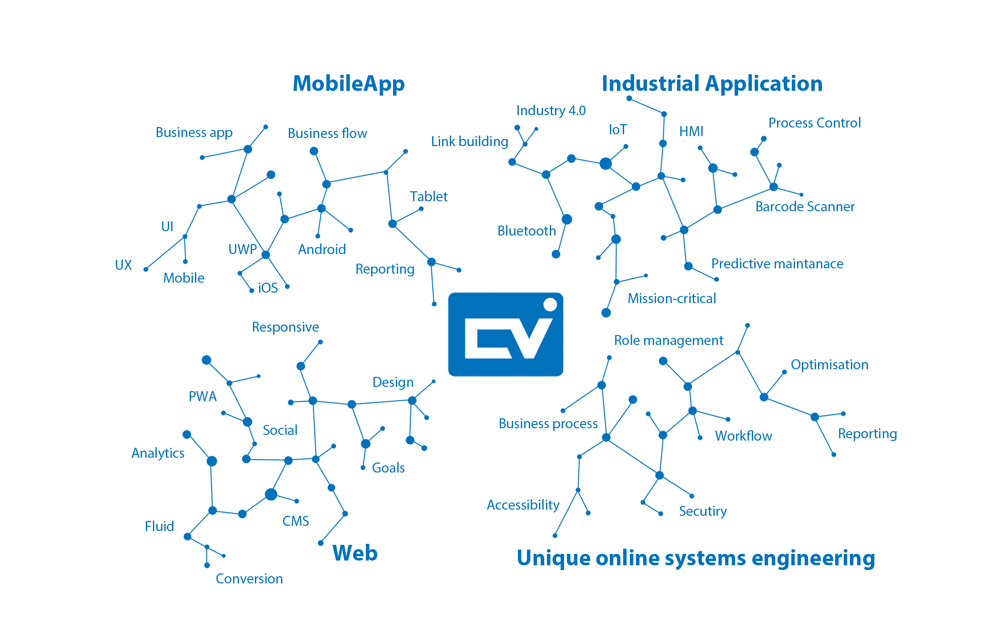 MobileApp
Business app
Business flow
Tablet
UI
UWP
Android
UX
Mobile
iOS
Reporting
Industrial Application
Industry 4.0
Process Control
IoT
HMI
Link building
Barcode Scanner
Bluetooth
Predictive maintanace
Mission-critical
CV
Responsive
Design
PWA
Social
Analytics
Goals
CMS
Fluid
Web
Conversion
Role management
Optimisation
Business process
Workflow
Reporting
Accessibility
Secutiry
Unique online systems engineering